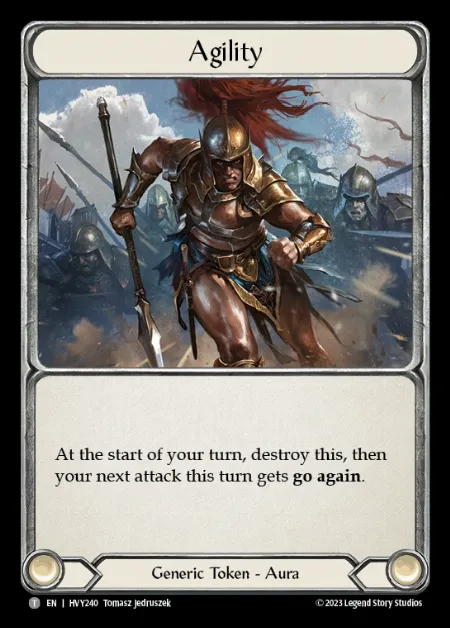 Agility
At the start of your turn, destroy this, then
your next attack this turn gets go again.
Generic Token - Aura
T EN | HVY240 Tomasz Jedruszek
© 2023 Legend Story Studios